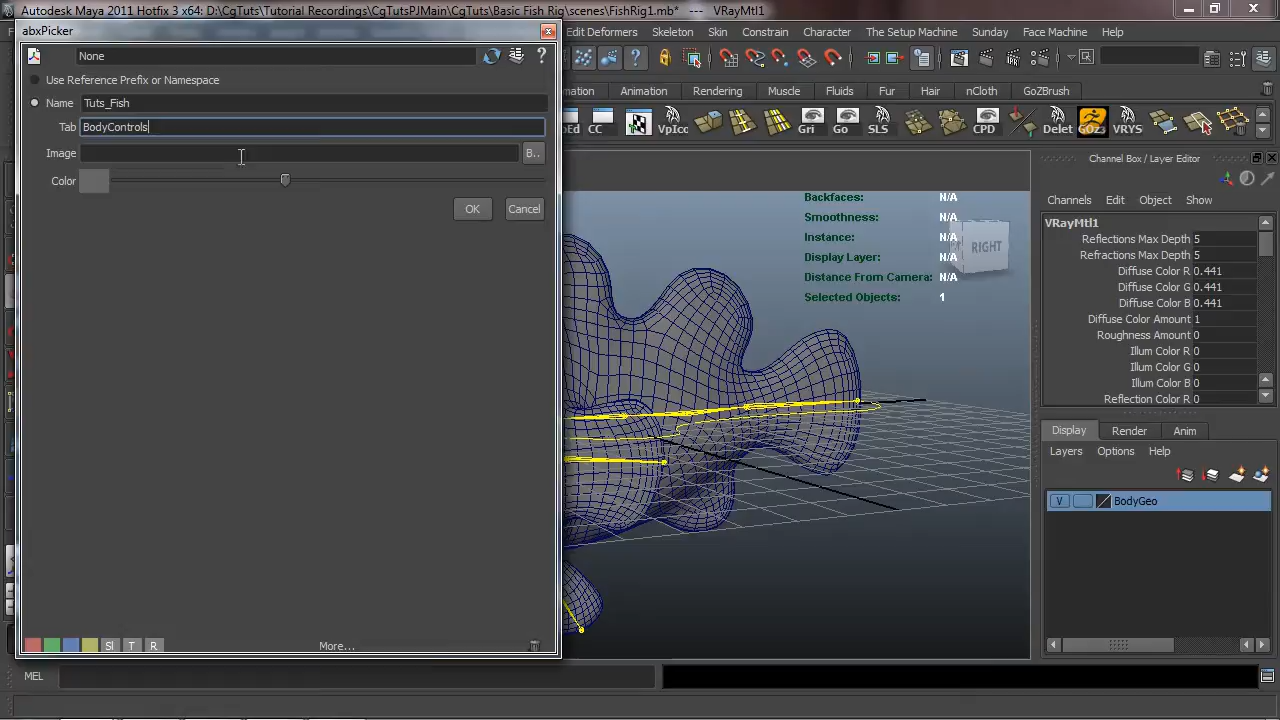 Autodesk Maya 2011 Hotfix 3 x64: D:\CgTuts\Tutorial Recordings\CgTutsPJMain\CgTuts\Basic Fish Rig\scenes\FishRig1.mb* --- VRayMtl1
abxPicker
Edit Deformers Skeleton Skin Constrain Character The Setup Machine Sunday Face Machine
None
Use Reference Prefix or Namespace
Name Tuts_Fish
Tab BodyControls
Image B..
Color
OK Cancel
Animation Rendering Muscle Fluids Fur Hair nCloth GoZBrush
CC VpIcc Gri Go SLS CPD Delet GOz3 VRYS
Channel Box / Layer Editor
Channels Edit Object Show
VRayMtl1
Reflections Max Depth 5
Refractions Max Depth 5
Diffuse Color R 0.441
Diffuse Color G 0.441
Diffuse Color B 0.441
Diffuse Color Amount 1
Roughness Amount 0
Illum Color R 0
Illum Color G 0
Illum Color B 0
Reflection Color R 0
Backfaces: N/A
Smoothness: N/A
Instance: N/A
Display Layer: N/A
Distance From Camera: N/A
Selected Objects: 1
RIGHT
Display Render Anim
Layers Options Help
V BodyGeo
Sl T R More...
MEL